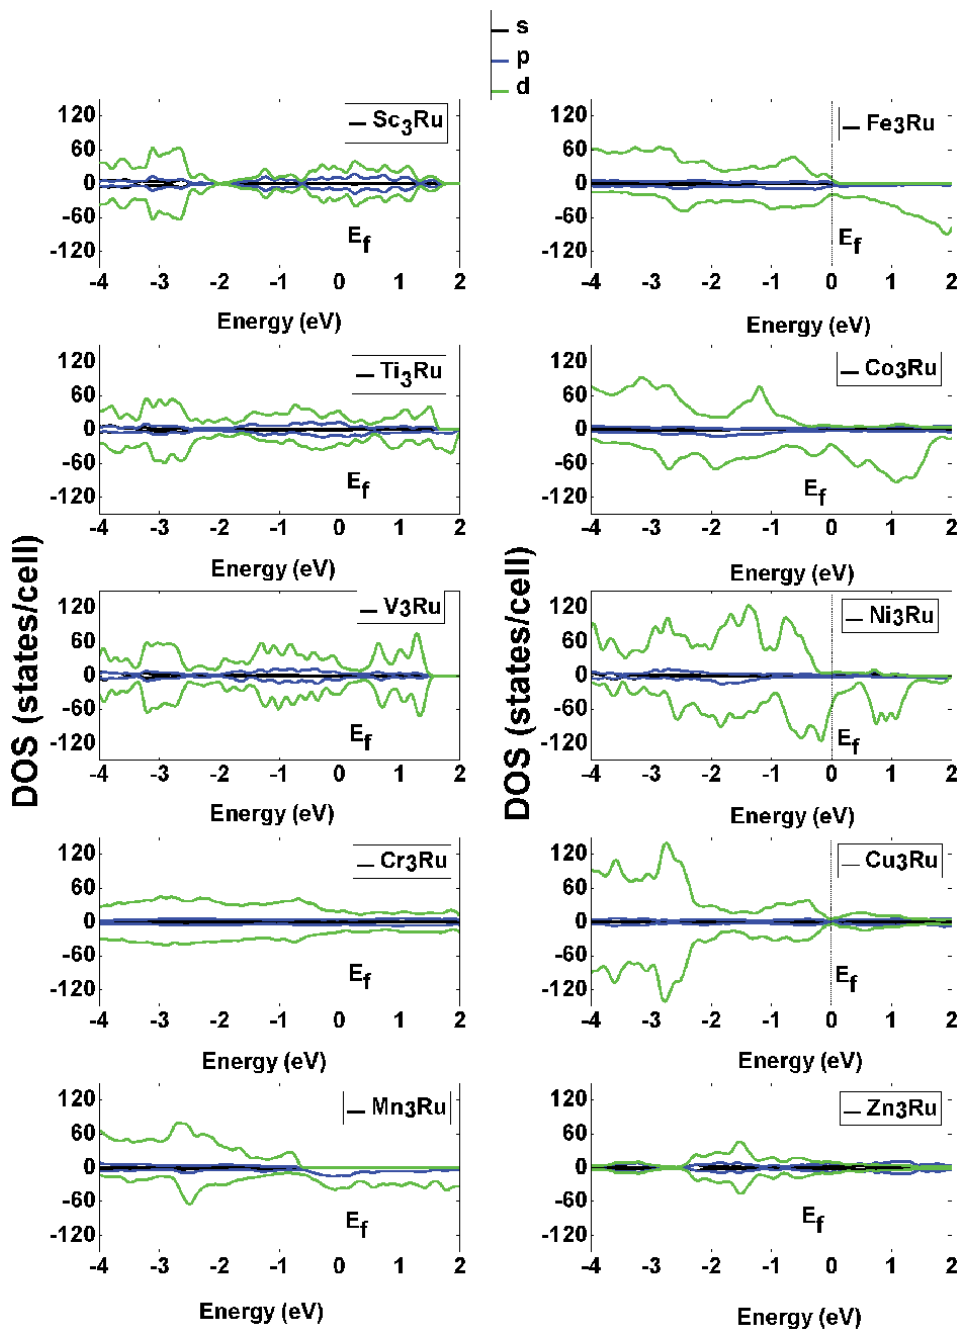 s
p
d
Sc3Ru
120
60
0
-60
-120
Ef
-4 -3 -2 -1 0 1 2
Energy (eV)
Fe3Ru
120
60
0
-60
-120
Ef
-4 -3 -2 -1 0 1 2
Energy (eV)
Ti3Ru
120
60
0
-60
-120
Ef
-4 -3 -2 -1 0 1 2
Energy (eV)
Co3Ru
120
60
0
-60
-120
Ef
-4 -3 -2 -1 0 1 2
Energy (eV)
DOS (states/cell)
V3Ru
120
60
0
-60
-120
Ef
-4 -3 -2 -1 0 1 2
Energy (eV)
DOS (states/cell)
Ni3Ru
120
60
0
-60
-120
Ef
-4 -3 -2 -1 0 1 2
Energy (eV)
Cr3Ru
120
60
0
-60
-120
Ef
-4 -3 -2 -1 0 1 2
Energy (eV)
Cu3Ru
120
60
0
-60
-120
Ef
-4 -3 -2 -1 0 1 2
Energy (eV)
Mn3Ru
120
60
0
-60
-120
Ef
-4 -3 -2 -1 0 1 2
Energy (eV)
Zn3Ru
120
60
0
-60
-120
Ef
-4 -3 -2 -1 0 1 2
Energy (eV)